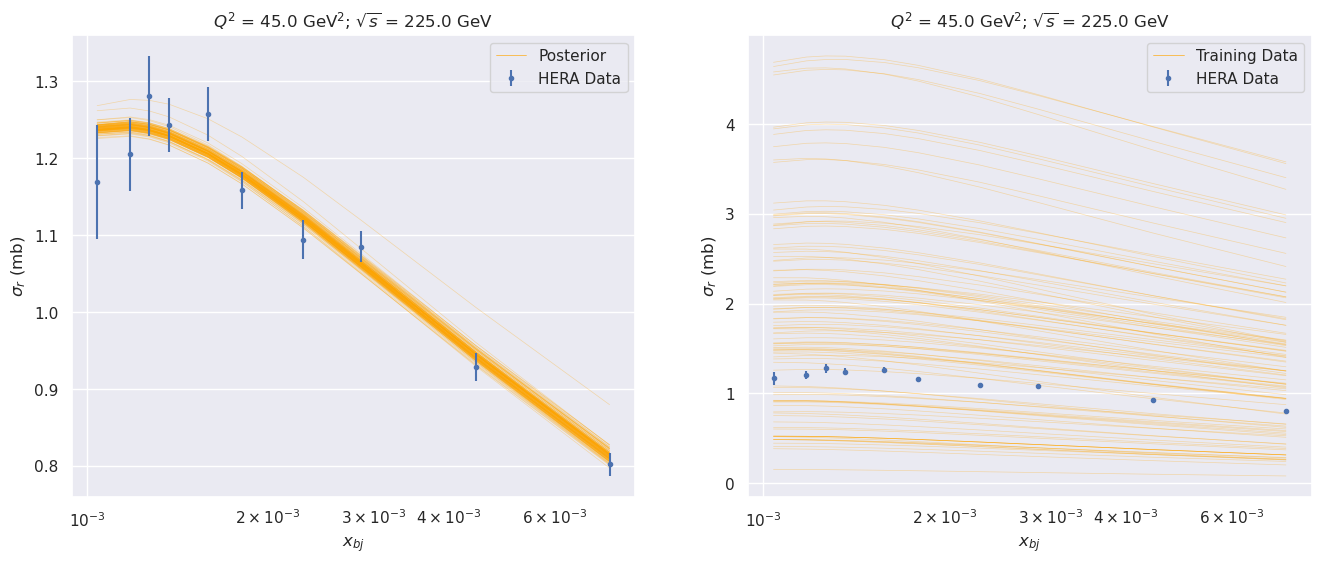 Q² = 45.0 GeV²; √s = 225.0 GeV
Posterior
HERA Data
1.3
1.2
1.1
1.0
0.9
0.8
σᵣ (mb)
10⁻³
2 × 10⁻³
3 × 10⁻³
4 × 10⁻³
6 × 10⁻³
x_bj
Q² = 45.0 GeV²; √s = 225.0 GeV
Training Data
HERA Data
4
3
2
1
0
σᵣ (mb)
10⁻³
2 × 10⁻³
3 × 10⁻³
4 × 10⁻³
6 × 10⁻³
x_bj